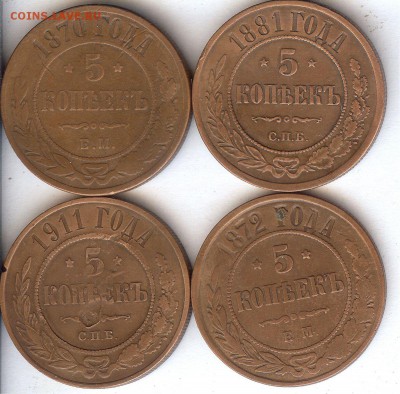 COINS.SAVE.RU
1870 ГОДА
5
КОПѢЕКЪ
Е.М.
1881 ГОДА
5
КОПѢЕКЪ
С.П.Б.
1911 ГОДА
5
КОПѢЕКЪ
С.П.Б
1872 ГОДА
5
КОПѢЕКЪ
Е.М.